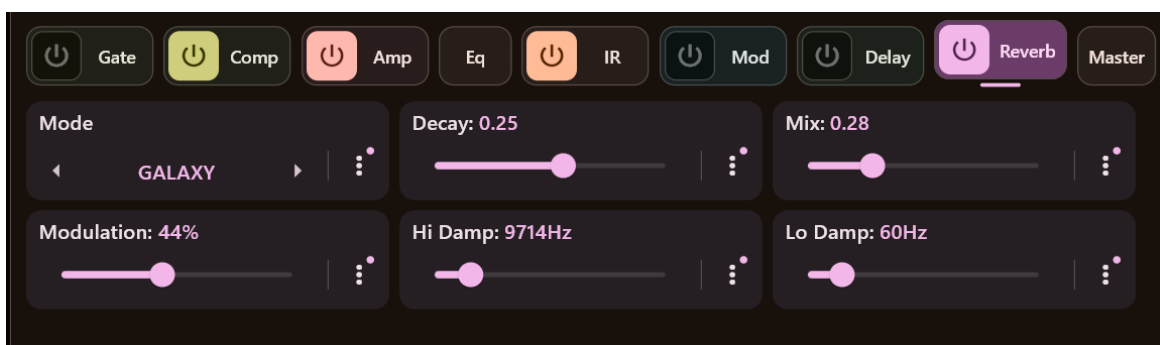 Gate Comp Amp Eq IR Mod Delay Reverb Master
Mode
GALAXY
Decay: 0.25
Mix: 0.28
Modulation: 44%
Hi Damp: 9714Hz
Lo Damp: 60Hz